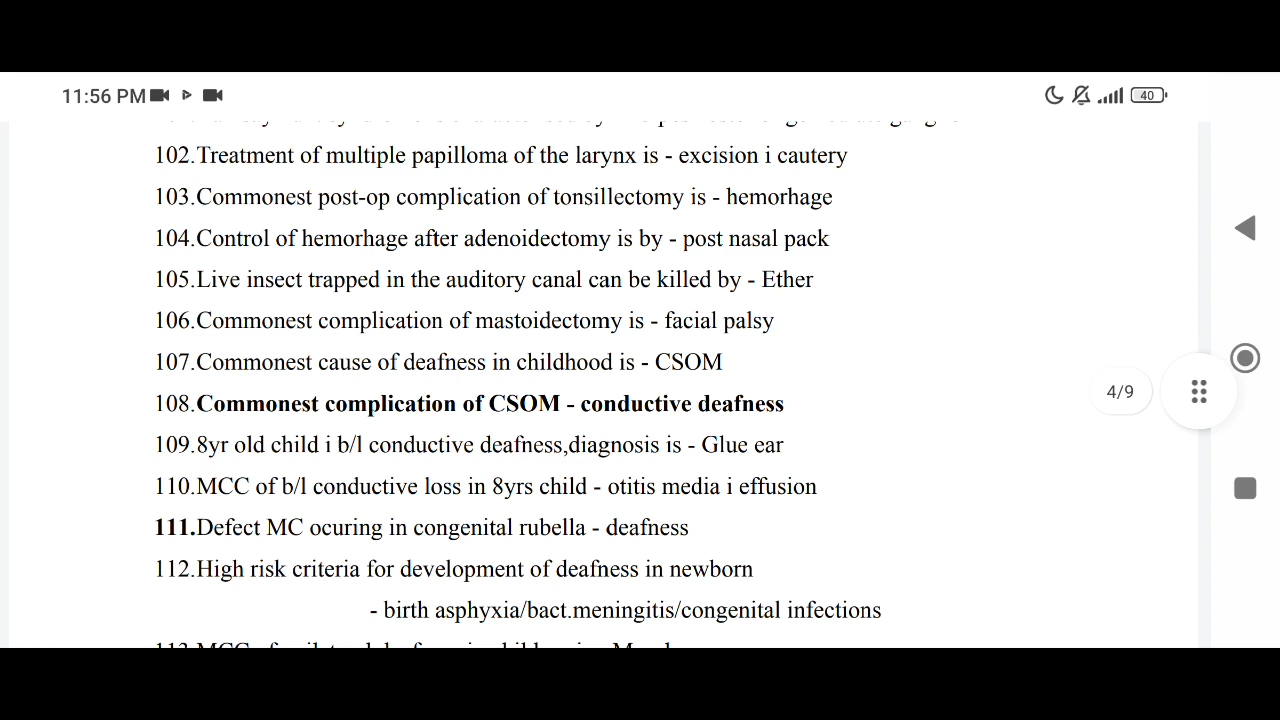 11:56 PM
40
102.Treatment of multiple papilloma of the larynx is - excision i cautery
103.Commonest post-op complication of tonsillectomy is - hemorrhage
104.Control of hemorrhage after adenoidectomy is by - post nasal pack
105.Live insect trapped in the auditory canal can be killed by - Ether
106.Commonest complication of mastoidectomy is - facial palsy
107.Commonest cause of deafness in childhood is - CSOM
108.Commonest complication of CSOM - conductive deafness
4/9
109.8yr old child i b/l conductive deafness,diagnosis is - Glue ear
110.MCC of b/l conductive loss in 8yrs child - otitis media i effusion
111.Defect MC ocuring in congenital rubella - deafness
112.High risk criteria for development of deafness in newborn
- birth asphyxia/bact.meningitis/congenital infections